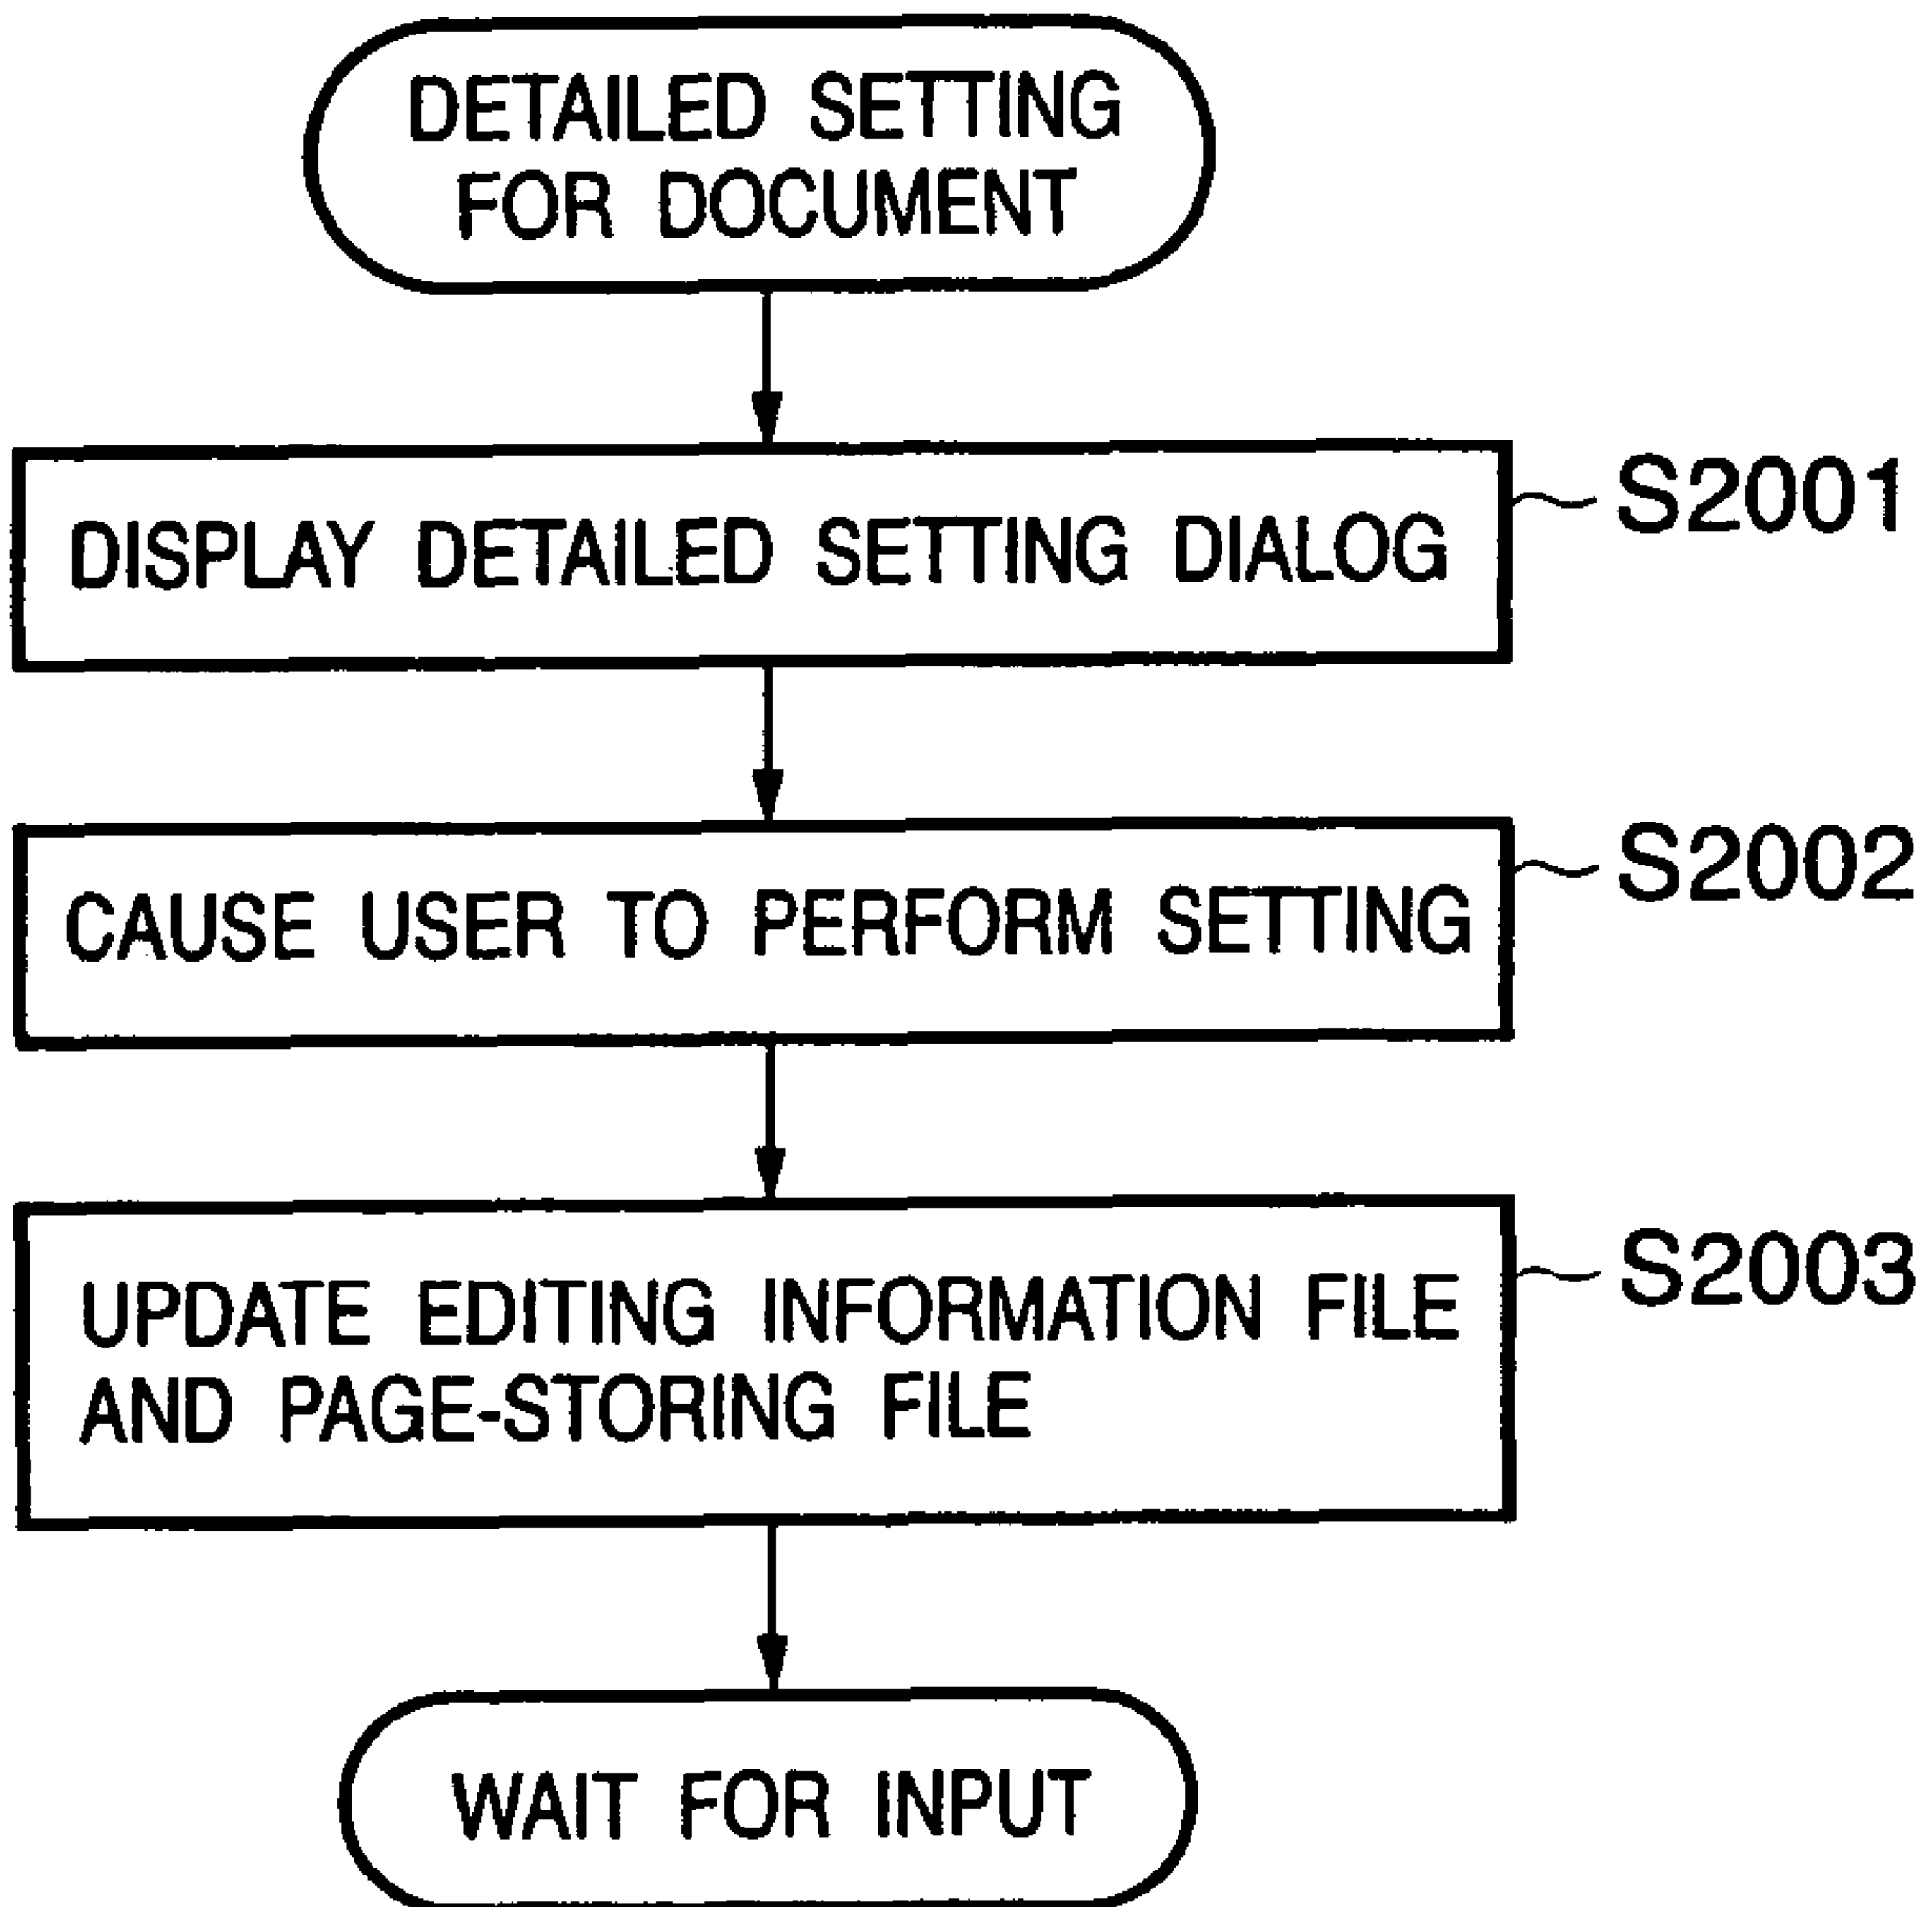 DETAILED SETTING
FOR DOCUMENT
DISPLAY DETAILED SETTING DIALOG
S2001
CAUSE USER TO PERFORM SETTING
S2002
UPDATE EDITING INFORMATION FILE
AND PAGE-STORING FILE
S2003
WAIT FOR INPUT